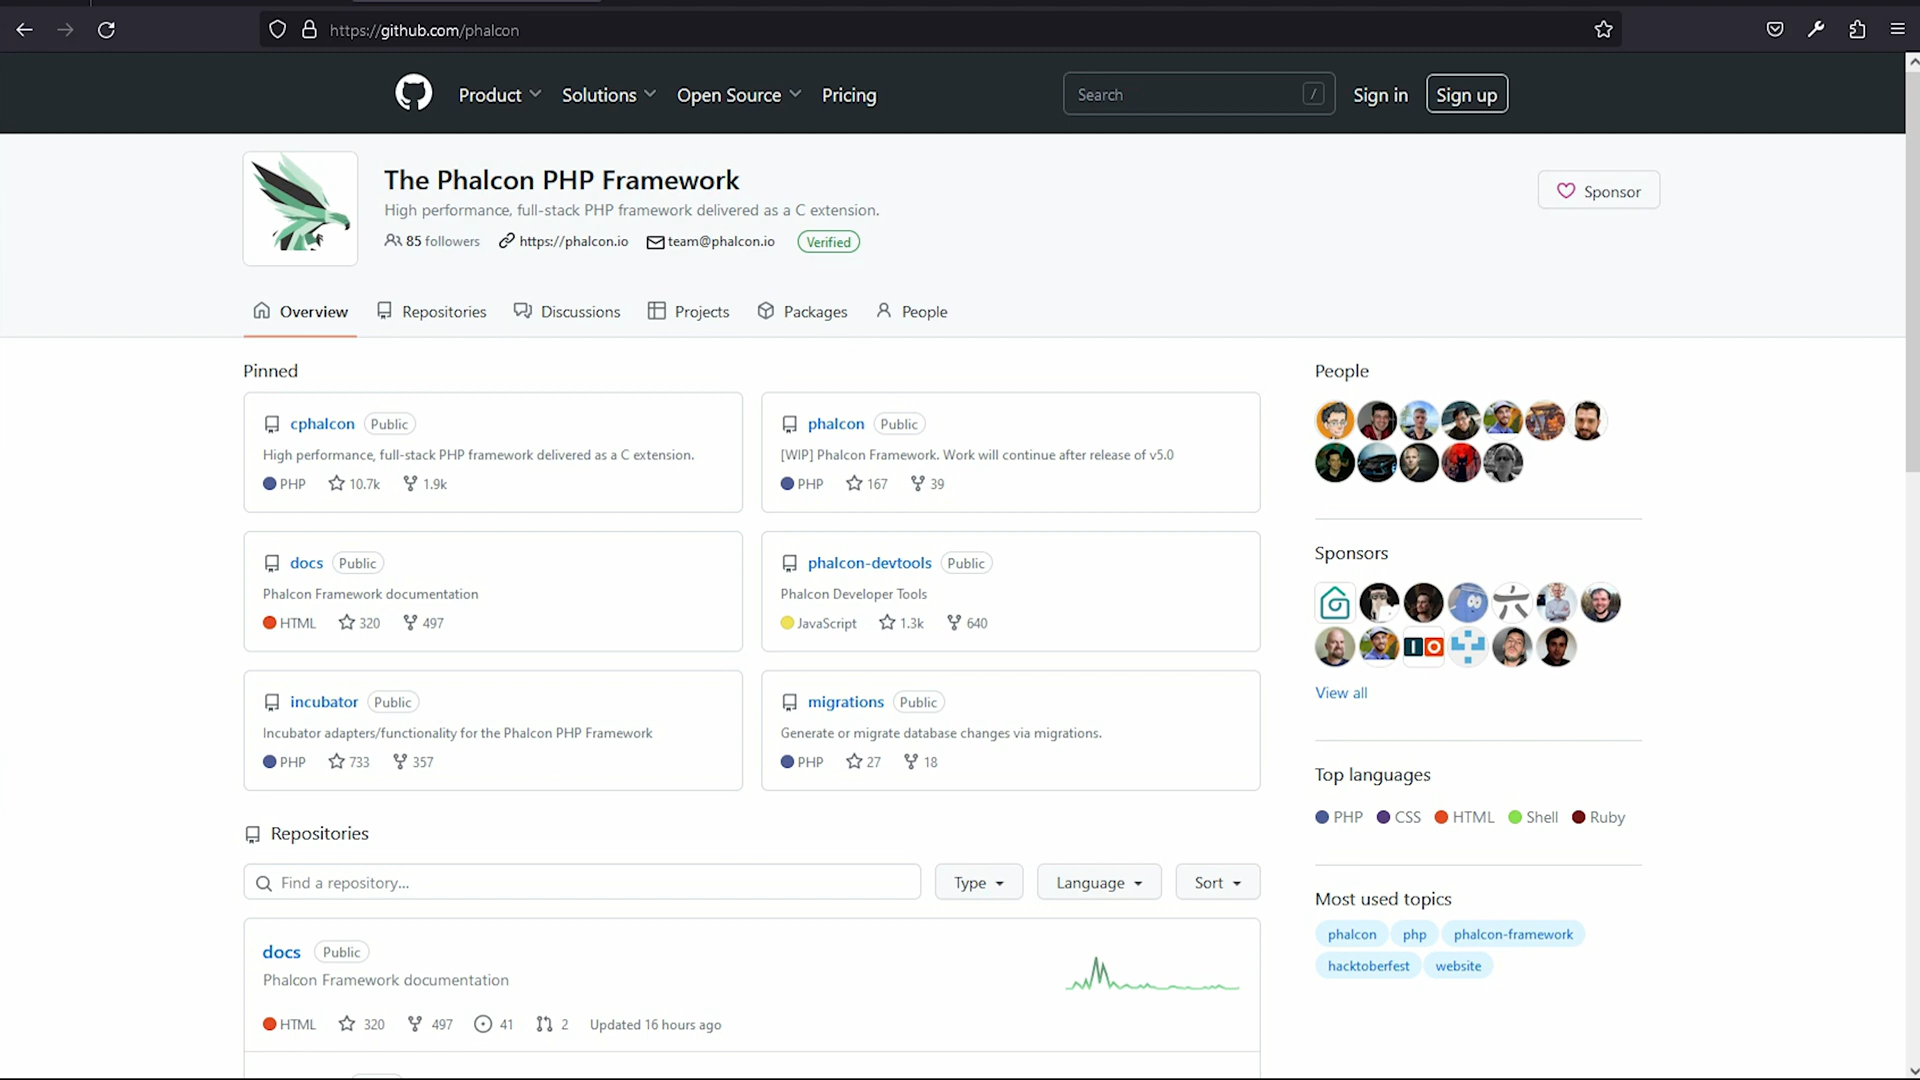 https://github.com/phalcon
Product Solutions Open Source Pricing Search / Sign in Sign up
The Phalcon PHP Framework
High performance, full-stack PHP framework delivered as a C extension.
85 followers https://phalcon.io team@phalcon.io Verified
Sponsor
Overview Repositories Discussions Projects Packages People
Pinned
cphalcon Public
High performance, full-stack PHP framework delivered as a C extension.
PHP 10.7k 1.9k
phalcon Public
[WIP] Phalcon Framework. Work will continue after release of v5.0
PHP 167 39
docs Public
Phalcon Framework documentation
HTML 320 497
phalcon-devtools Public
Phalcon Developer Tools
JavaScript 1.3k 640
incubator Public
Incubator adapters/functionality for the Phalcon PHP Framework
PHP 733 357
migrations Public
Generate or migrate database changes via migrations.
PHP 27 18
Repositories
Find a repository... Type Language Sort
docs Public
Phalcon Framework documentation
HTML 320 497 41 2 Updated 16 hours ago
People
Sponsors
IO
View all
Top languages
PHP CSS HTML Shell Ruby
Most used topics
phalcon php phalcon-framework
hacktoberfest website